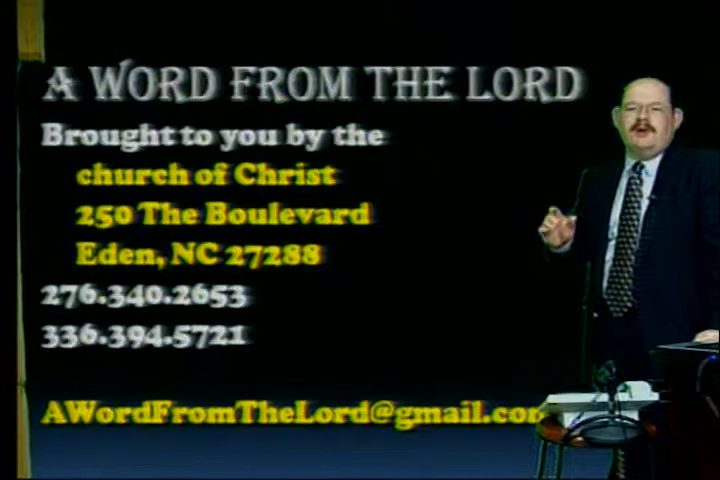 A WORD FROM THE LORD
Brought to you by the
church of Christ
250 The Boulevard
Eden, NC 27288
276.340.2653
336.394.5721
AWordFromTheLord@gmail.com